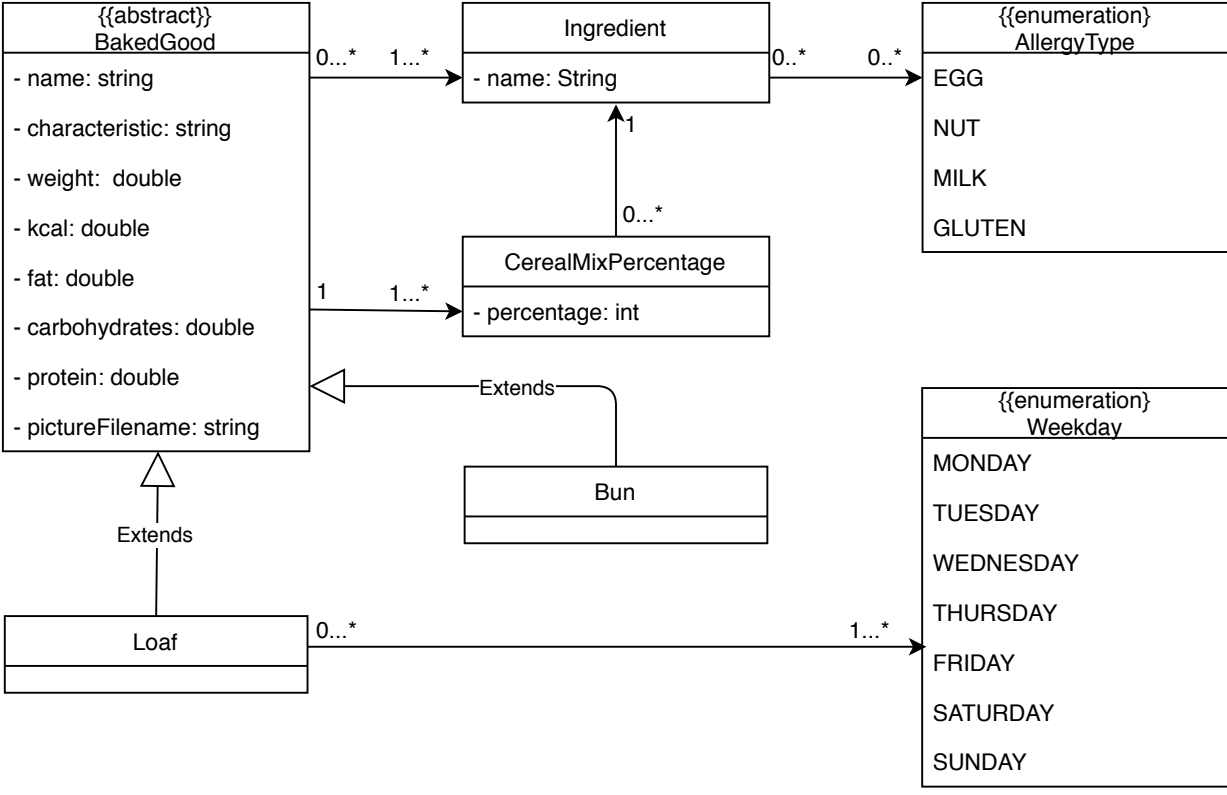 {{abstract}}
BakedGood
- name: string
- characteristic: string
- weight:  double
- kcal: double
- fat: double
- carbohydrates: double
- protein: double
- pictureFilename: string
0...*
1...*
Ingredient
- name: String
0..*
0..*
{{enumeration}
AllergyType
EGG
NUT
MILK
GLUTEN
1
0...*
1
1...*
CerealMixPercentage
- percentage: int
Extends
Bun
Extends
Loaf
0...*
1...*
{{enumeration}
Weekday
MONDAY
TUESDAY
WEDNESDAY
THURSDAY
FRIDAY
SATURDAY
SUNDAY